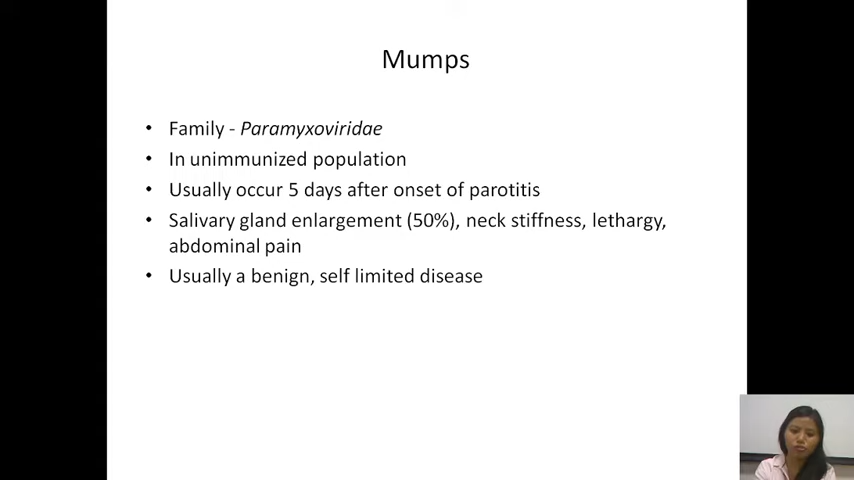 Mumps
• Family - Paramyxoviridae
• In unimmunized population
• Usually occur 5 days after onset of parotitis
• Salivary gland enlargement (50%), neck stiffness, lethargy,
abdominal pain
• Usually a benign, self limited disease